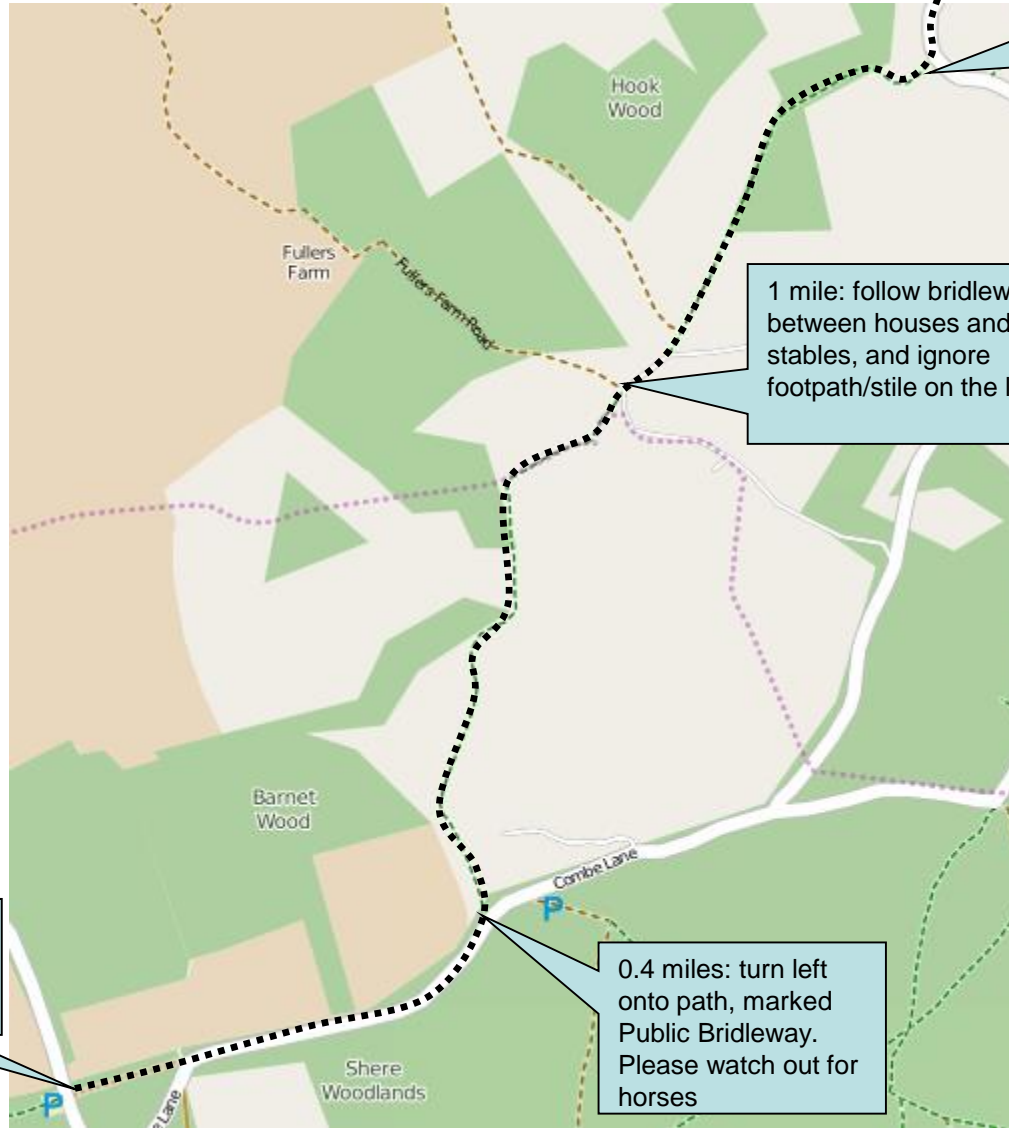 Hook
Wood
Fullers
Farm
Fullers Farm Road
1 mile: follow
between houses and
stables, and ignore
footpath/stile on the
Barnet
Wood
Combe Lane
P
0.4 miles: turn left
onto path, marked
Public Bridleway.
Please watch out for
horses
Shere
Woodlands
P
Lane